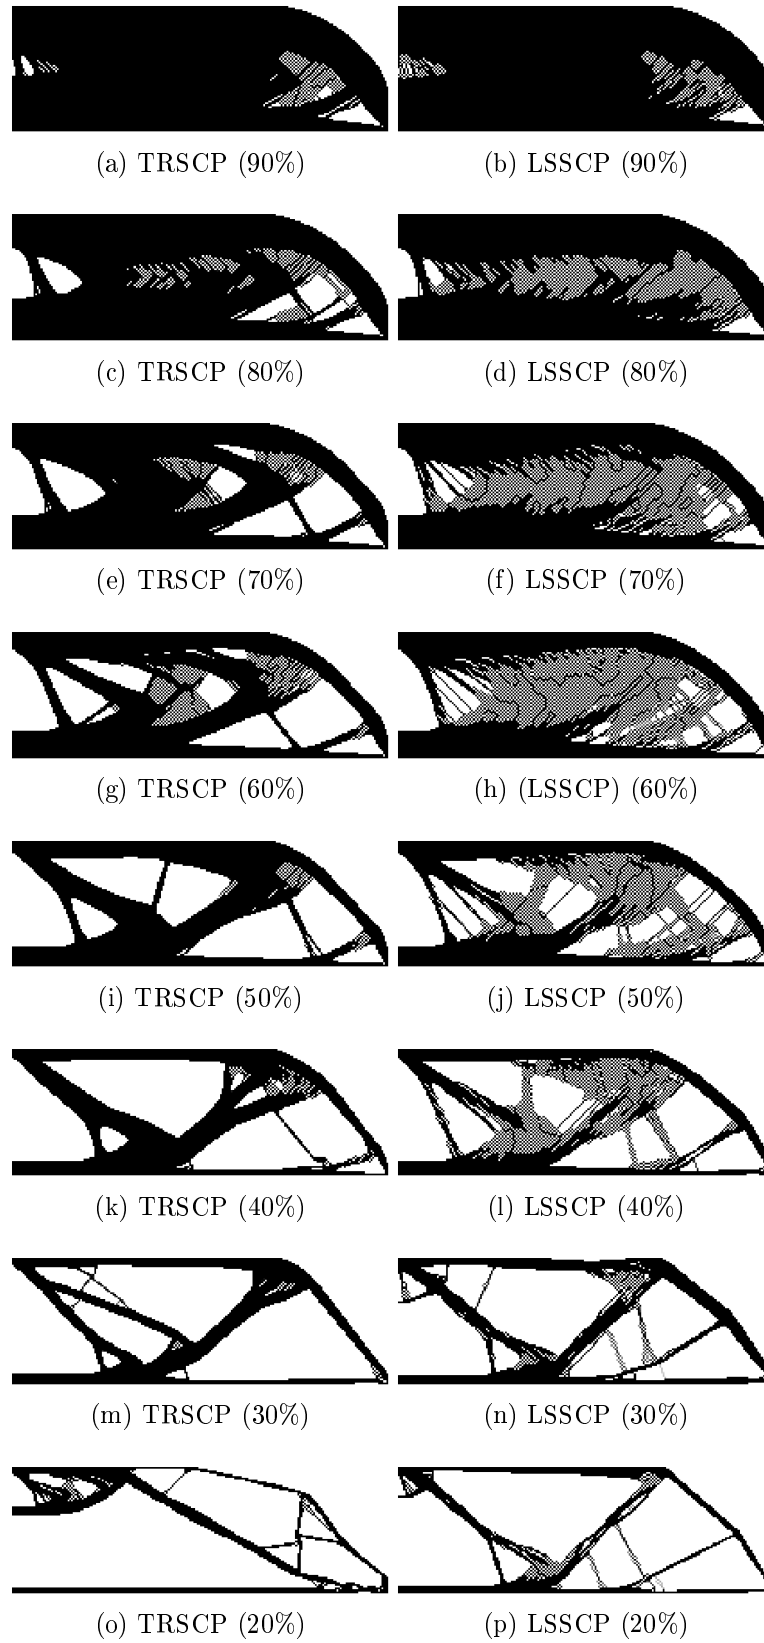 (a) TRSCP (90%)
(b) LSSCP (90%)
(c) TRSCP (80%)
(d) LSSCP (80%)
(e) TRSCP (70%)
(f) LSSCP (70%)
(g) TRSCP (60%)
(h) (LSSCP) (60%)
(i) TRSCP (50%)
(j) LSSCP (50%)
(k) TRSCP (40%)
(l) LSSCP (40%)
(m) TRSCP (30%)
(n) LSSCP (30%)
(o) TRSCP (20%)
(p) LSSCP (20%)